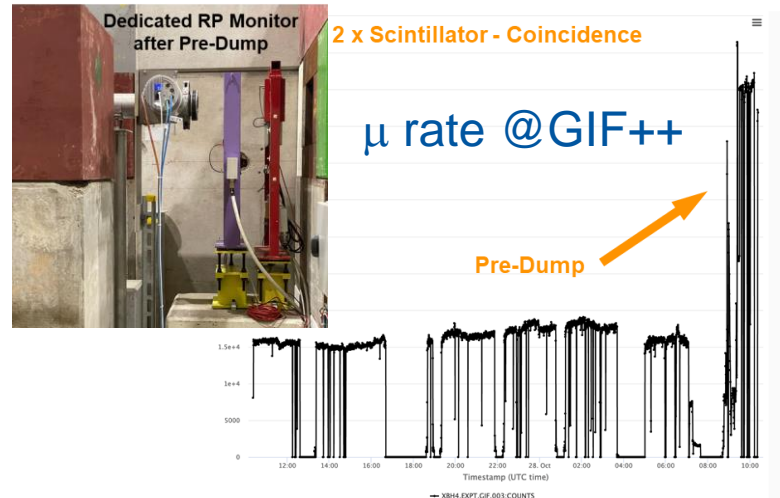 Dedicated RP Monitor
after Pre-Dump
2 x Scintillator - Coincidence
μ rate @GIF++
Pre-Dump
1.5e+4
1e+4
5000
0
12:00 14:00 16:00 18:00 20:00 22:00 28. Oct 02:00 04:00 06:00 08:00 10:00
Timestamp (UTC time)
XBH4.EXPT.GIF.003:COUNTS